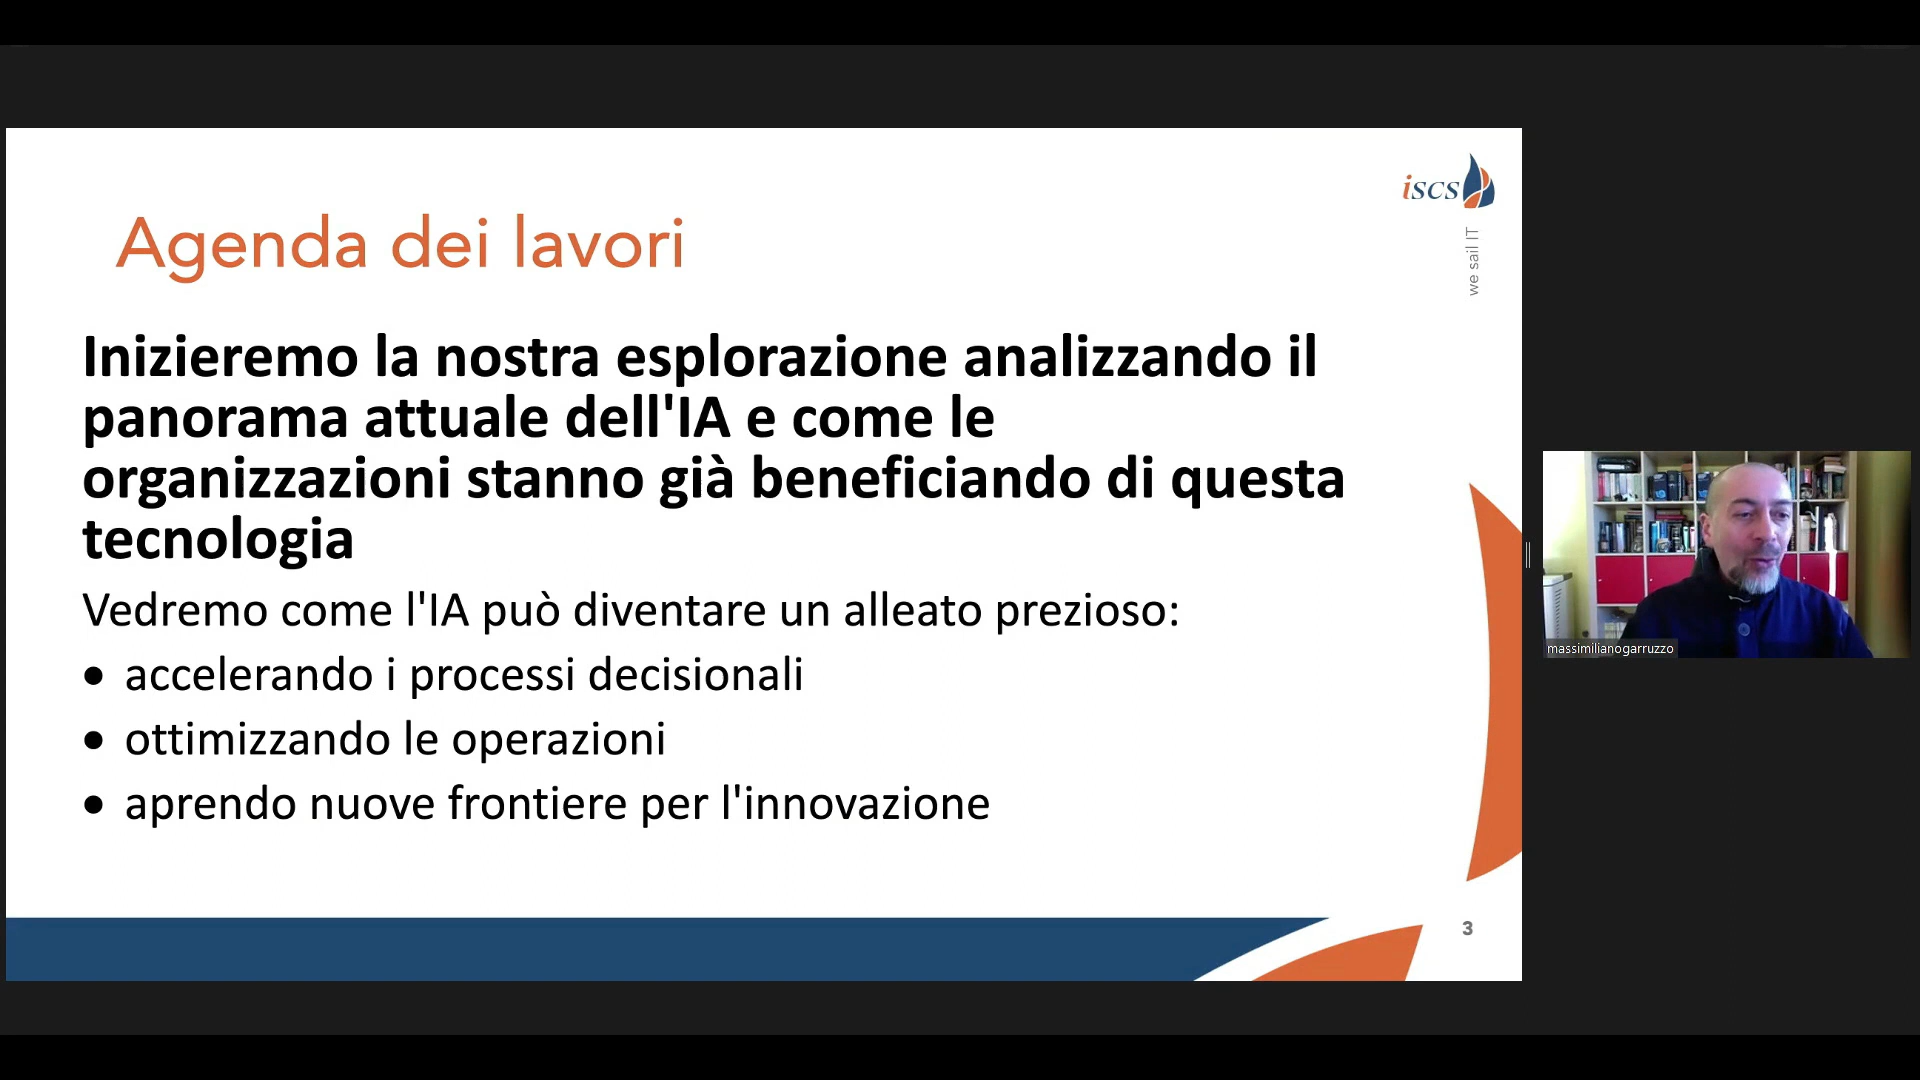 iscs
we sail IT
Agenda dei lavori
Inizieremo la nostra esplorazione analizzando il
panorama attuale dell'IA e come le
organizzazioni stanno già beneficiando di questa
tecnologia
Vedremo come l'IA può diventare un alleato prezioso:
• accelerando i processi decisionali
• ottimizzando le operazioni
• aprendo nuove frontiere per l'innovazione
3
massimilianogarruzzo